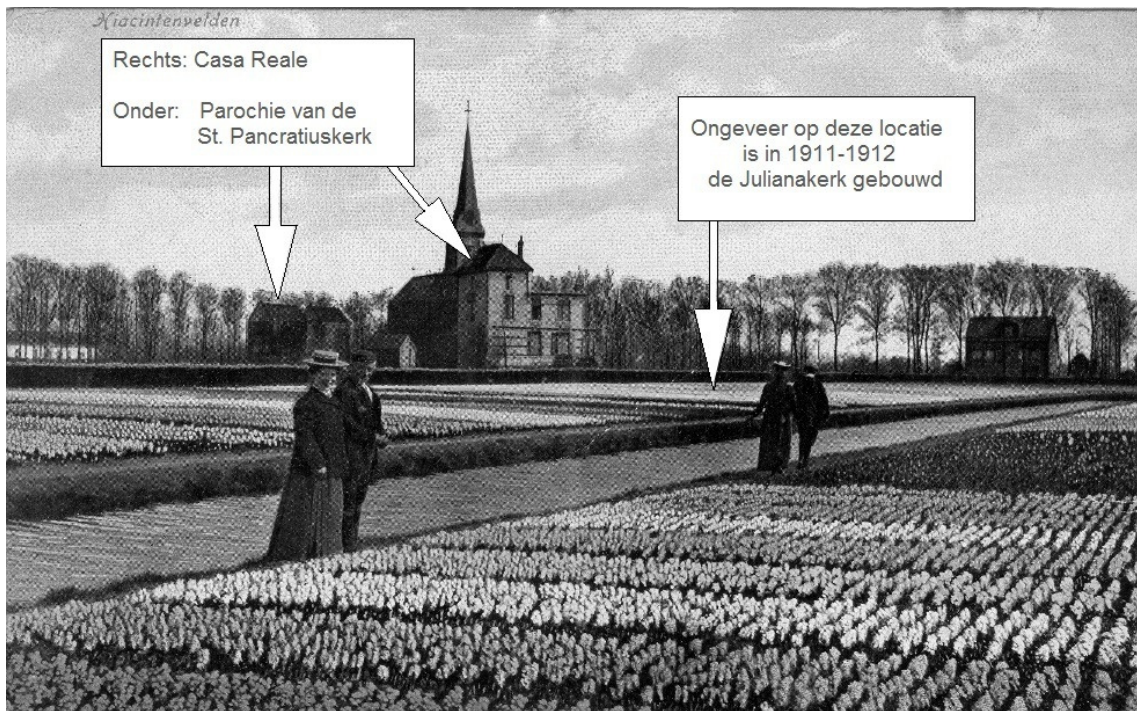 Hiacintenvelden
Rechts: Casa Reale
Onder: Parochie van de
St. Pancratiuskerk
Ongeveer op deze locatie
is in 1911-1912
de Julianakerk gebouwd